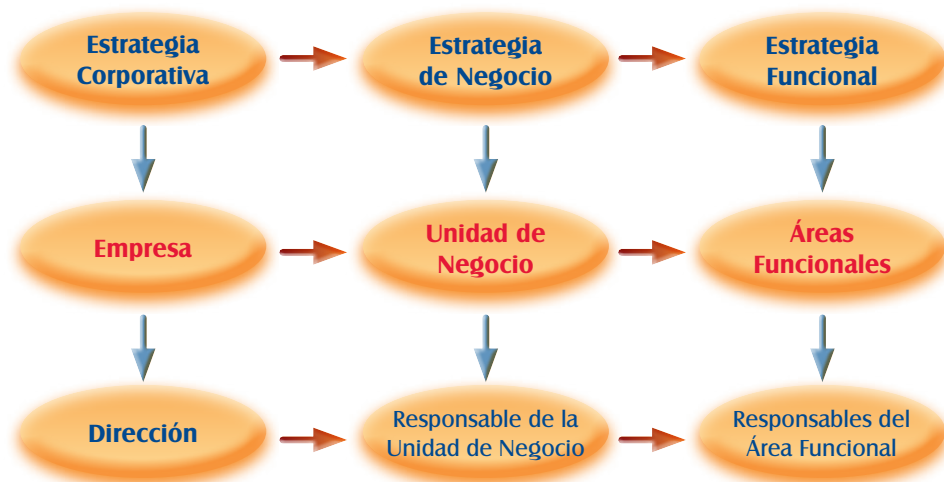 Estrategia
Corporativa
Estrategia
de Negocio
Estrategia
Funcional
Empresa
Unidad de
Negocio
Áreas
Funcionales
Dirección
Responsable de la
Unidad de Negocio
Responsables del
Área Funcional